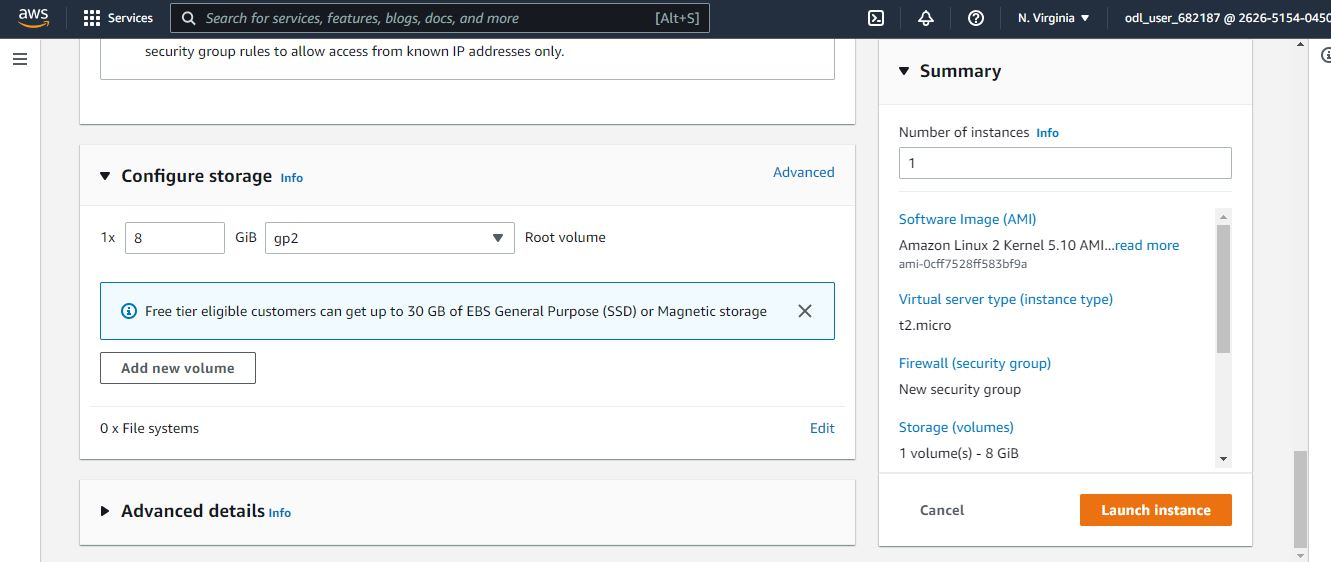 aws
Services
Search for services, features, blogs, docs, and more
[Alt+S]
N. Virginia
odl_user_682187 @ 2626-5154-0450
security group rules to allow access from known IP addresses only.
Configure storage Info
Advanced
1x
8
GiB
gp2
Root volume
Free tier eligible customers can get up to 30 GB of EBS General Purpose (SSD) or Magnetic storage
Add new volume
0 x File systems
Edit
Advanced details Info
Summary
Number of instances Info
1
Software Image (AMI)
Amazon Linux 2 Kernel 5.10 AMI...read more
ami-0cff7528ff583bf9a
Virtual server type (instance type)
t2.micro
Firewall (security group)
New security group
Storage (volumes)
1 volume(s) - 8 GiB
Cancel
Launch instance